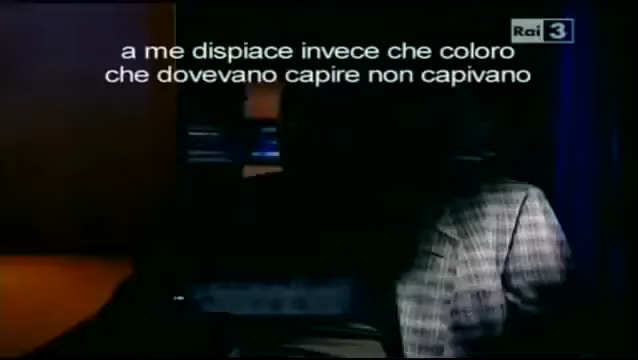 Rai 3
a me dispiace invece che coloro
che dovevano capire non capivano